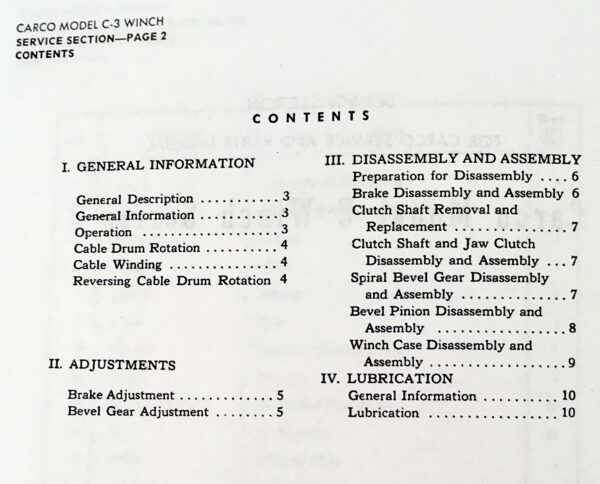 CARCO MODEL C-3 WINCH
SERVICE SECTION—PAGE 2
CONTENTS
CONTENTS
I. GENERAL INFORMATION
General Description ........... 3
General Information ........... 3
Operation .................. 3
Cable Drum Rotation .......... 4
Cable Winding ............... 4
Reversing Cable Drum Rotation 4
II. ADJUSTMENTS
Brake Adjustment ............ 5
Bevel Gear Adjustment ........ 5
III. DISASSEMBLY AND ASSEMBLY
Preparation for Disassembly .... 6
Brake Disassembly and Assembly 6
Clutch Shaft Removal and
Replacement ............... 7
Clutch Shaft and Jaw Clutch
Disassembly and Assembly ... 7
Spiral Bevel Gear Disassembly
and Assembly .............. 7
Bevel Pinion Disassembly and
Assembly ................. 8
Winch Case Disassembly and
Assembly .................. 9
IV. LUBRICATION
General Information .......... 10
Lubrication ................ 10